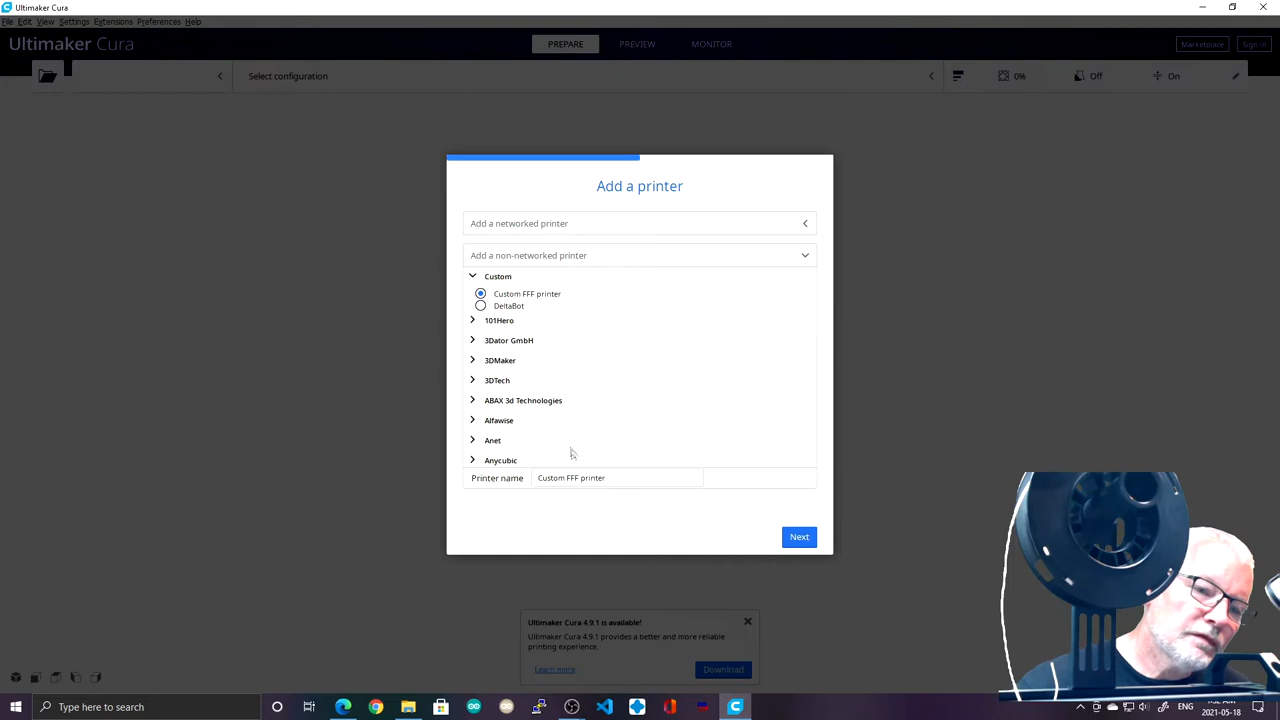 Ultimaker Cura
File Edit View Settings Extensions Preferences Help
Ultimaker Cura
PREPARE
PREVIEW
MONITOR
Marketplace
Sign in
Select configuration
0%
Off
On
Add a printer
Add a networked printer
Add a non-networked printer
Custom
Custom FFF printer
DeltaBot
101Hero
3Dator GmbH
3DMaker
3DTech
ABAX 3d Technologies
Alfawise
Anet
Anycubic
Printer name
Custom FFF printer
Next
Ultimaker Cura 4.9.1 is available!
Ultimaker Cura 4.9.1 provides a better and more reliable
printing experience.
Learn more
Download
Type here to search
ENG
2021-05-18